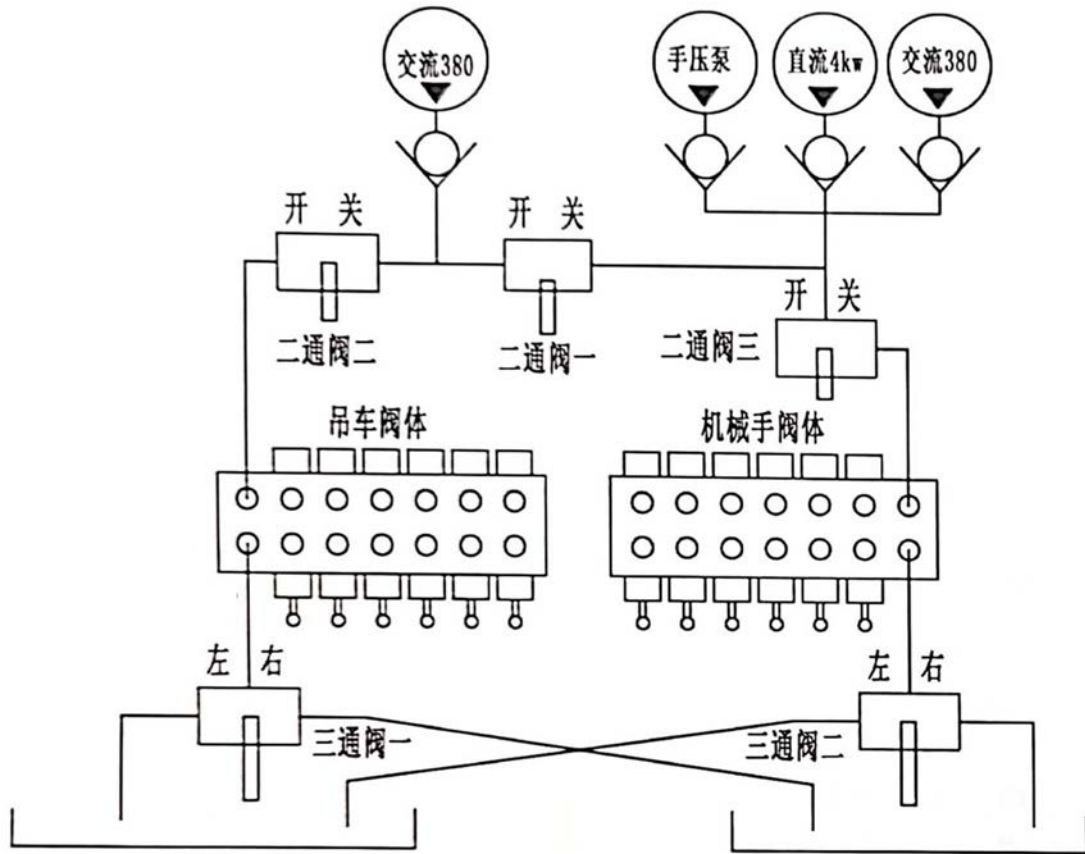 交流380
手压泵
直流4kw
交流380
开 关
开 关
开 关
二通阀二
二通阀一
二通阀三
吊车阀体
机械手阀体
左 右
左 右
三通阀一
三通阀二